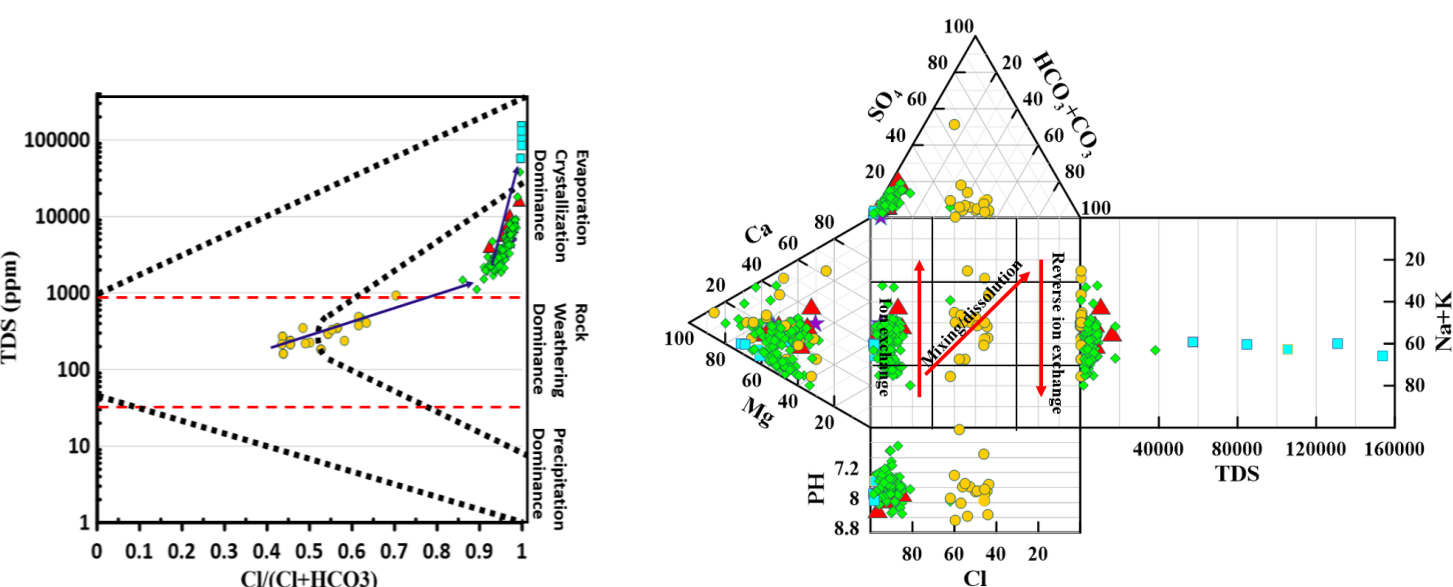 TDS (ppm)
100000
10000
1000
100
10
1
0 0.1 0.2 0.3 0.4 0.5 0.6 0.7 0.8 0.9 1
Cl/(Cl+HCO3)
Evaporation
Crystallization
Dominance
Rock
Weathering
Dominance
Precipitation
Dominance
100
80
60
40
20
SO4
HCO3+CO3
20
40
60
80
100
Ca
80
60
40
20
100
80
60
40
20
Mg
Ion exchange
Mixing/dissolution
Reverse ion exchange
20
40
60
80
Na+K
40000 80000 120000 160000
TDS
PH
7.2
8
8.8
80 60 40 20
Cl